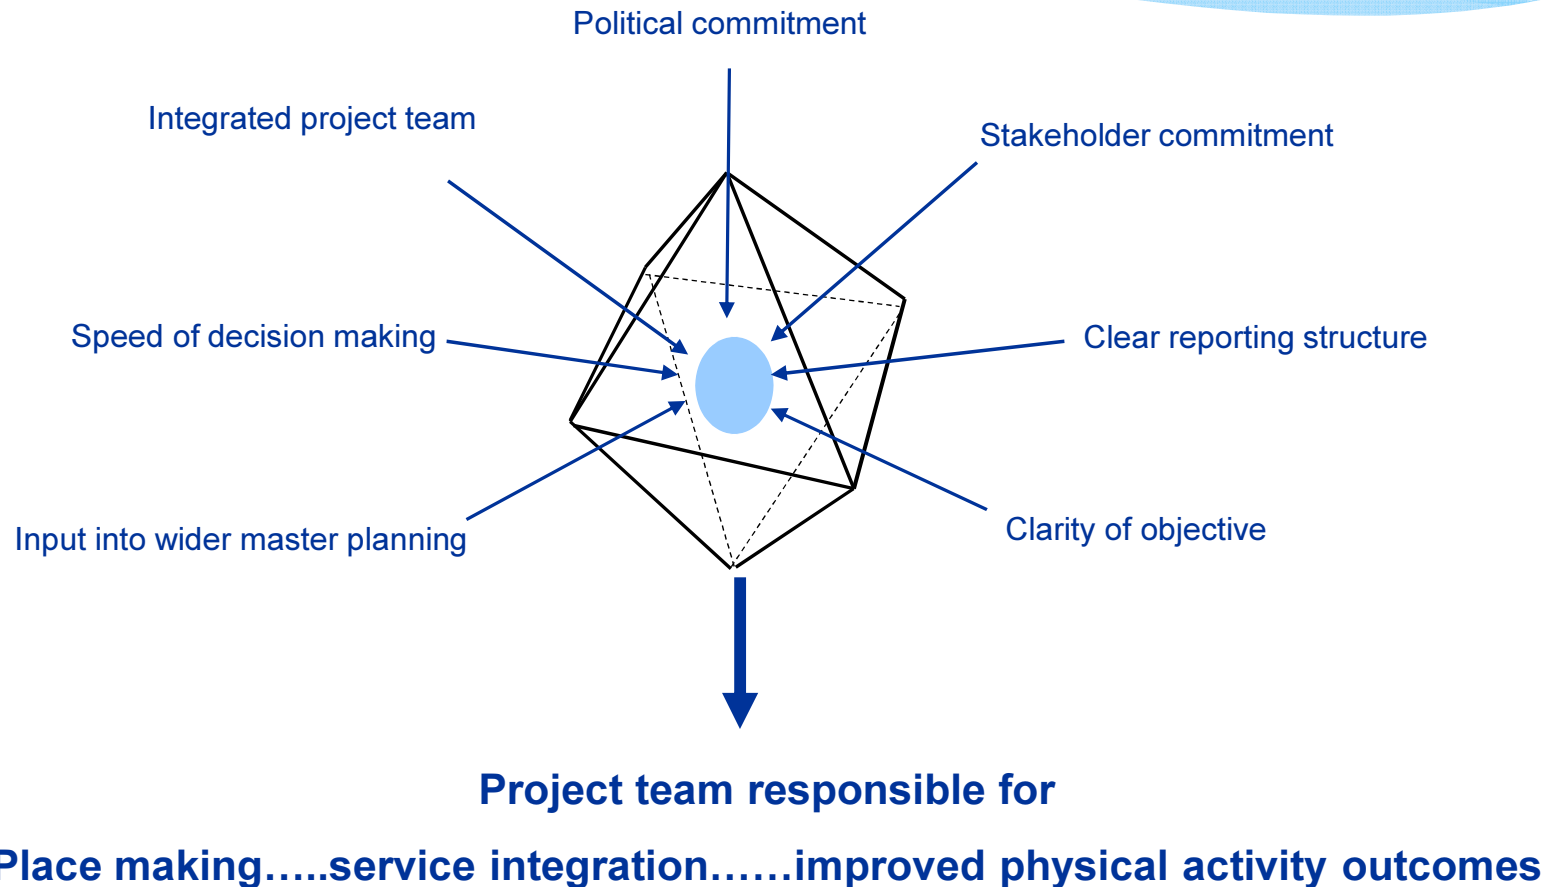 Political commitment
Integrated project team
Stakeholder commitment
Speed of decision making
Clear reporting structure
Input into wider master planning
Clarity of objective
Project team responsible for
Place making…..service integration……improved physical activity outcomes